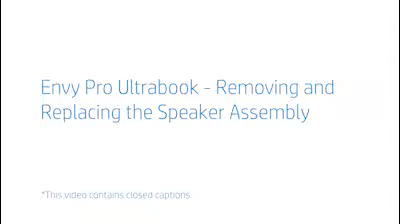 Envy Pro Ultrabook - Removing and
Replacing the Speaker Assembly
*This video contains closed captions.